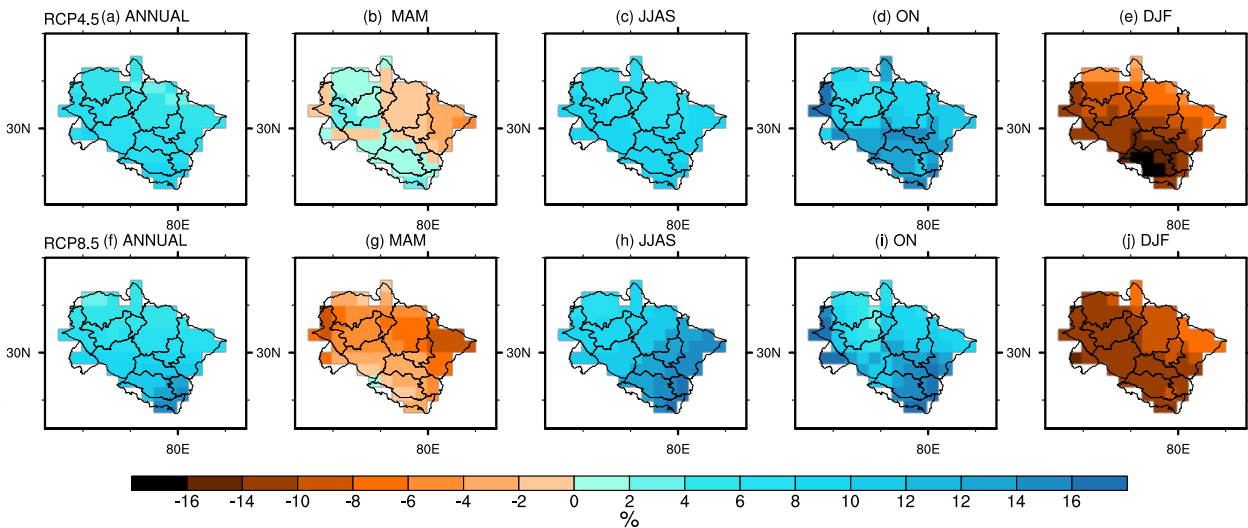 RCP4.5 (a) ANNUAL (b) MAM (c) JJAS (d) ON (e) DJF
30N 30N 30N 30N 30N
80E 80E 80E 80E 80E
RCP8.5 (f) ANNUAL (g) MAM (h) JJAS (i) ON (j) DJF
30N 30N 30N 30N 30N
80E 80E 80E 80E 80E
-16 -14 -10 -8 -6 -4 -2 0 2 4 6 8 10 12 14 16
%